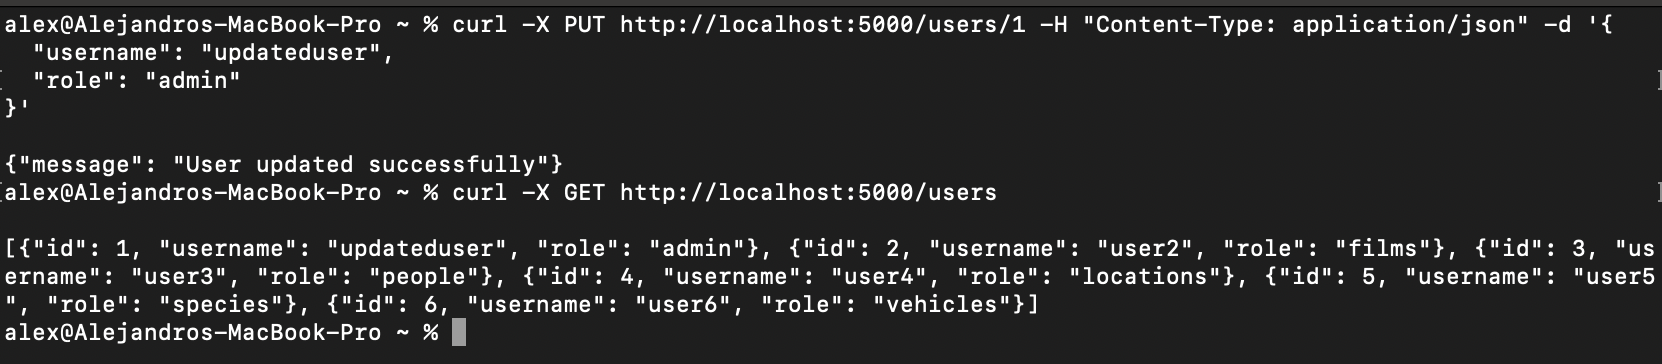 alex@Alejandros-MacBook-Pro ~ % curl -X PUT http://localhost:5000/users/1 -H "Content-Type: application/json" -d '{
  "username": "updateduser",
  "role": "admin"
}'

{"message": "User updated successfully"}
alex@Alejandros-MacBook-Pro ~ % curl -X GET http://localhost:5000/users

[{"id": 1, "username": "updateduser", "role": "admin"}, {"id": 2, "username": "user2", "role": "films"}, {"id": 3, "us
ername": "user3", "role": "people"}, {"id": 4, "username": "user4", "role": "locations"}, {"id": 5, "username": "user5
", "role": "species"}, {"id": 6, "username": "user6", "role": "vehicles"}]
alex@Alejandros-MacBook-Pro ~ %